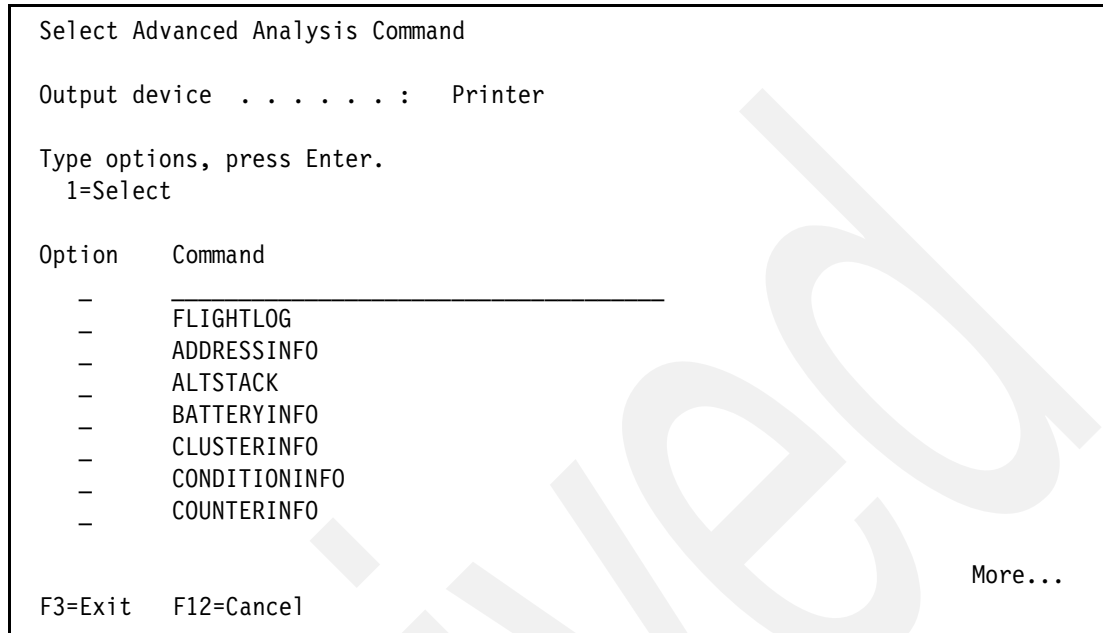 Select Advanced Analysis Command
Output device . . . . . . :   Printer
Type options, press Enter.
1=Select
Option    Command
_    _____________________________________
_    FLIGHTLOG
_    ADDRESSINFO
_    ALTSTACK
_    BATTERYINFO
_    CLUSTERINFO
_    CONDITIONINFO
_    COUNTERINFO
More...
F3=Exit   F12=Cancel